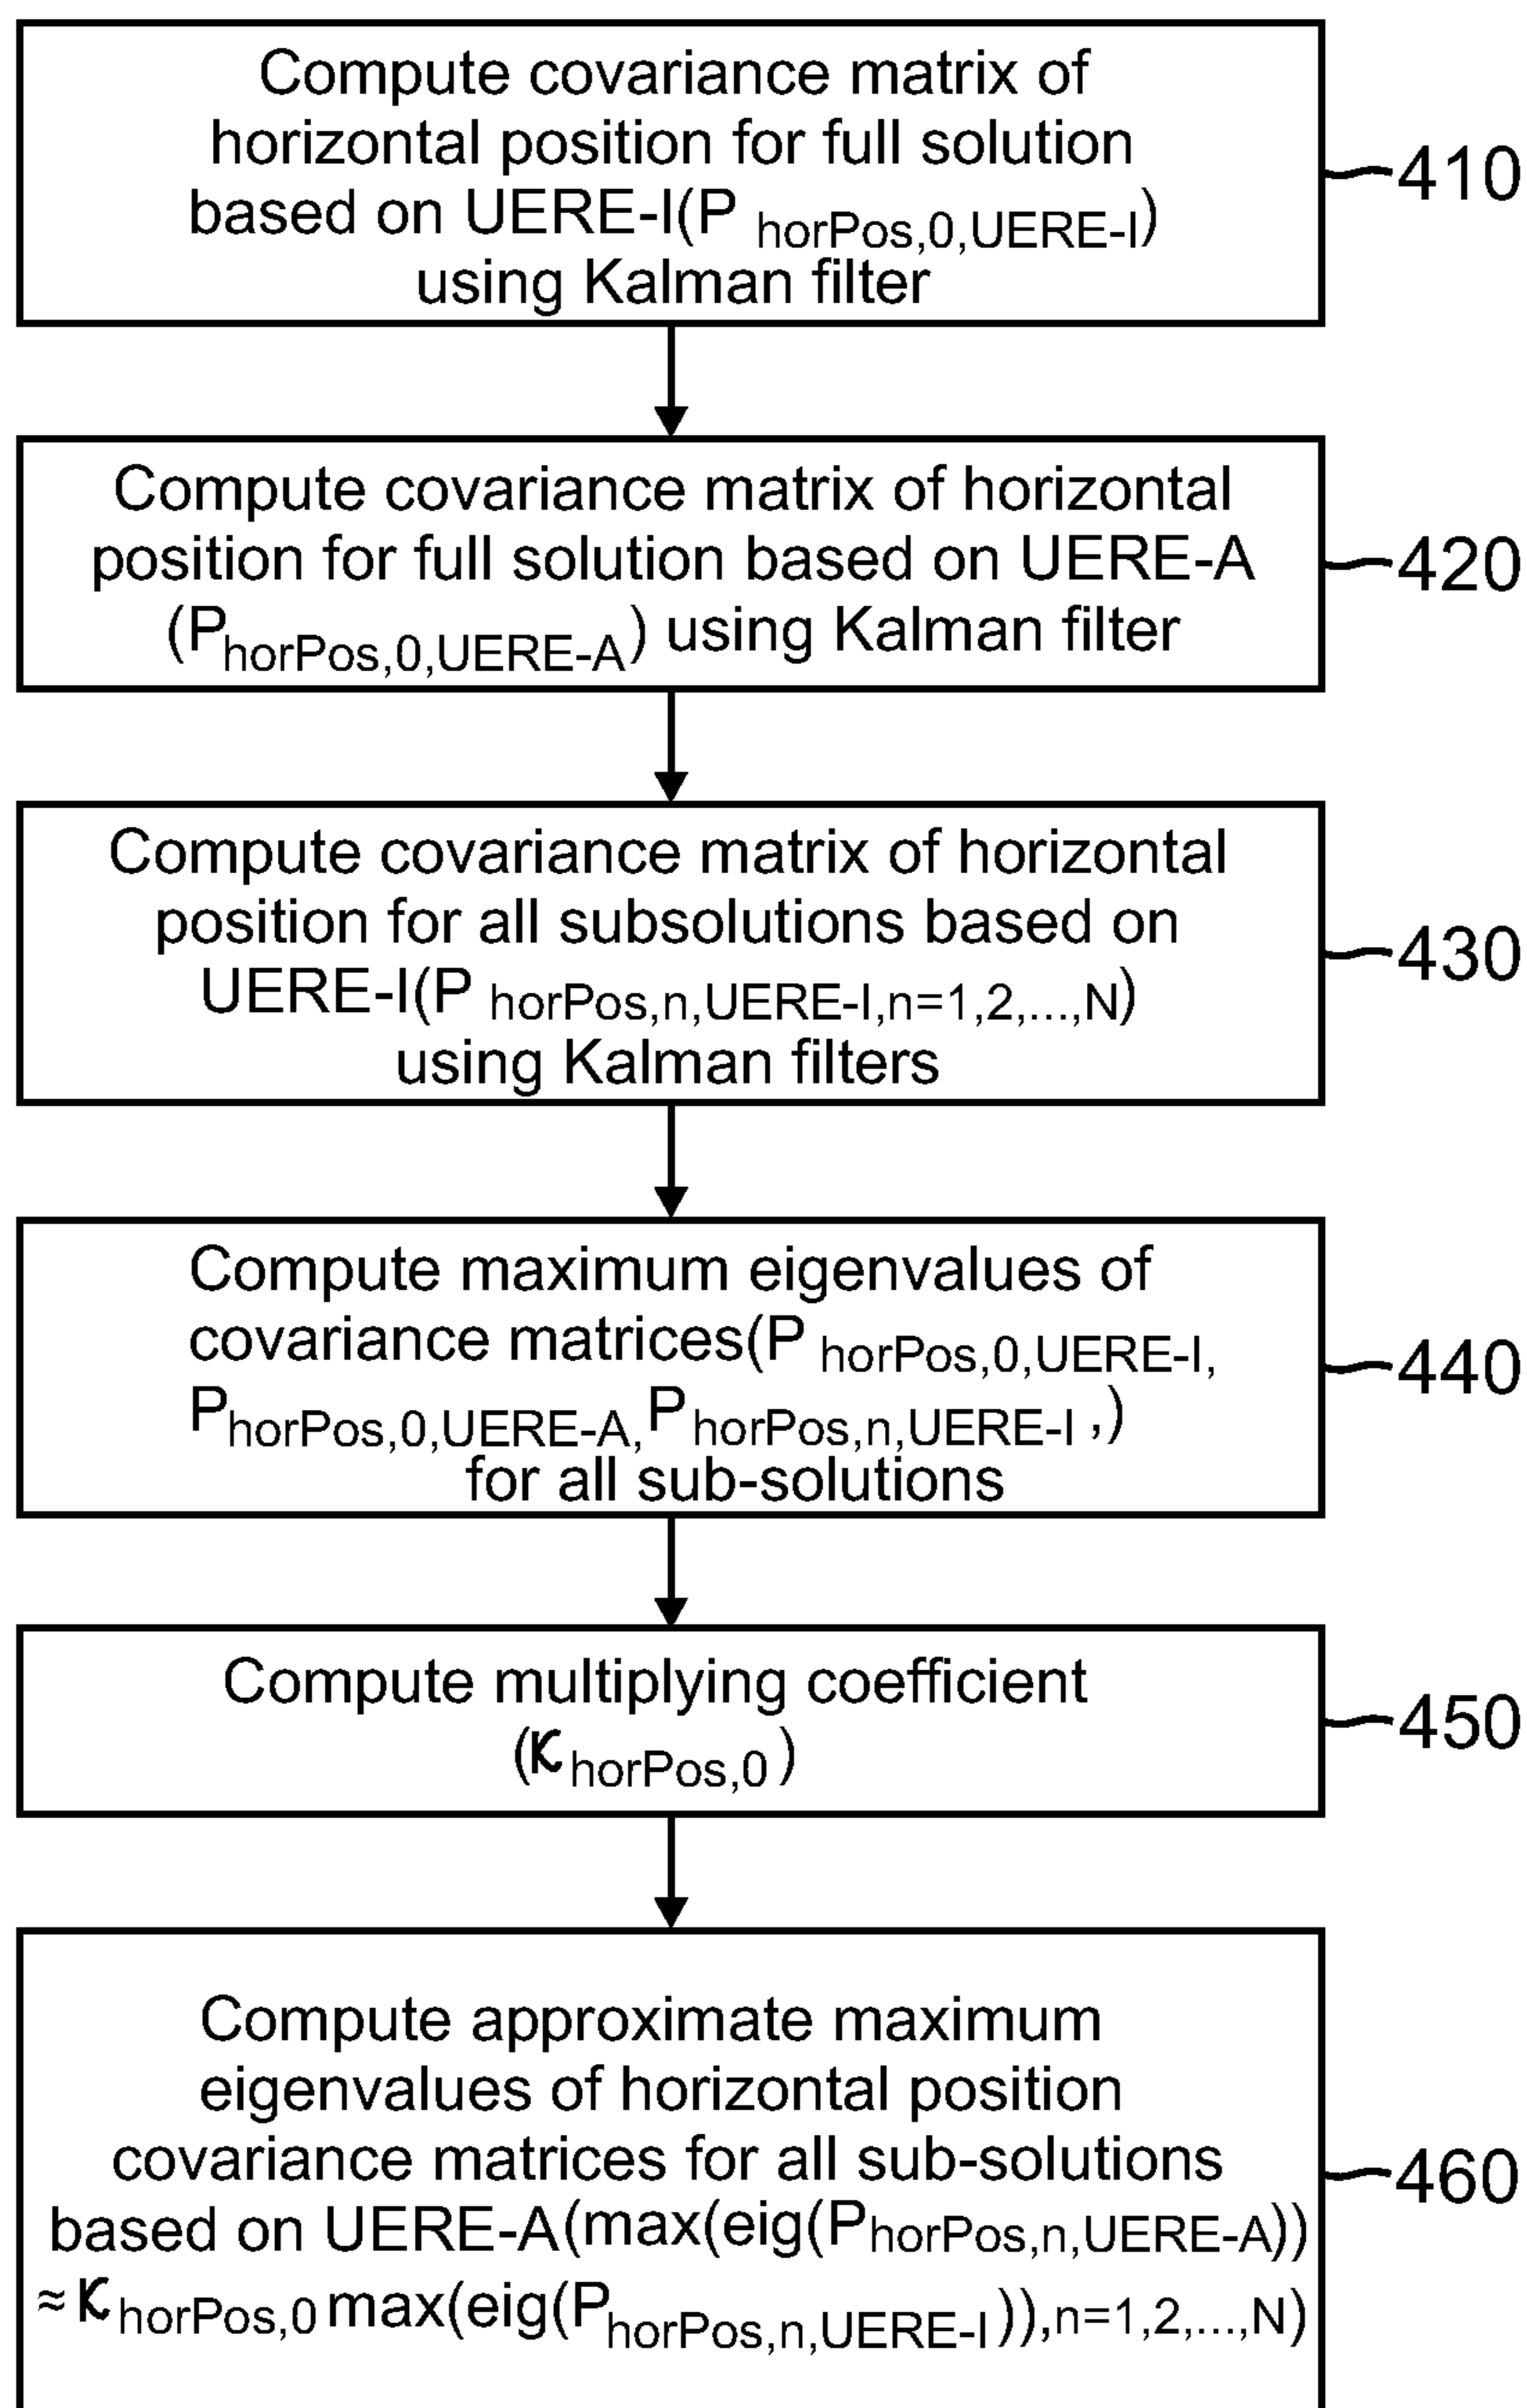 Compute covariance matrix of
horizontal position for full solution
based on UERE-I(P horPos,0,UERE-I)
using Kalman filter
410
Compute covariance matrix of horizontal
position for full solution based on UERE-A
(PhorPos,0,UERE-A) using Kalman filter
420
Compute covariance matrix of horizontal
position for all subsolutions based on
UERE-I(P horPos,n,UERE-I,n=1,2,...,N)
using Kalman filters
430
Compute maximum eigenvalues of
covariance matrices(P horPos,0,UERE-I,
PhorPos,0,UERE-A,PhorPos,n,UERE-I ,)
for all sub-solutions
440
Compute multiplying coefficient
(κhorPos,0)
450
Compute approximate maximum
eigenvalues of horizontal position
covariance matrices for all sub-solutions
based on UERE-A(max(eig(PhorPos,n,UERE-A))
≈κhorPos,0 max(eig(PhorPos,n,UERE-I)),n=1,2,...,N)
460